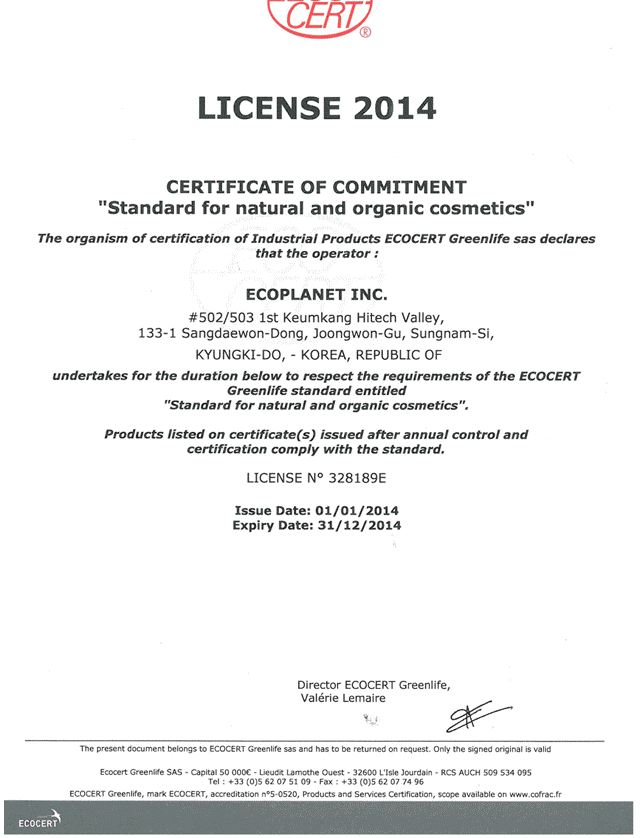 CERT
®
LICENSE 2014
CERTIFICATE OF COMMITMENT
"Standard for natural and organic cosmetics"
The organism of certification of Industrial Products ECOCERT Greenlife sas declares
that the operator :
ECOPLANET INC.
#502/503 1st Keumkang Hitech Valley,
133-1 Sangdaewon-Dong, Joongwon-Gu, Sungnam-Si,
KYUNGKI-DO, - KOREA, REPUBLIC OF
undertakes for the duration below to respect the requirements of the ECOCERT
Greenlife standard entitled
"Standard for natural and organic cosmetics".
Products listed on certificate(s) issued after annual control and
certification comply with the standard.
LICENSE N° 328189E
Issue Date: 01/01/2014
Expiry Date: 31/12/2014
Director ECOCERT Greenlife,
Valérie Lemaire
The present document belongs to ECOCERT Greenlife sas and has to be returned on request. Only the signed original is valid
Ecocert Greenlife SAS - Capital 50 000€ - Lieudit Lamothe Ouest - 32600 L'Isle Jourdain - RCS AUCH 509 534 095
Tel : +33 (0)5 62 07 51 09 - Fax : +33 (0)5 62 07 74 96
ECOCERT Greenlife, mark ECOCERT, accreditation n°5-0520, Products and Services Certification, scope available on www.cofrac.fr
ECOCERT